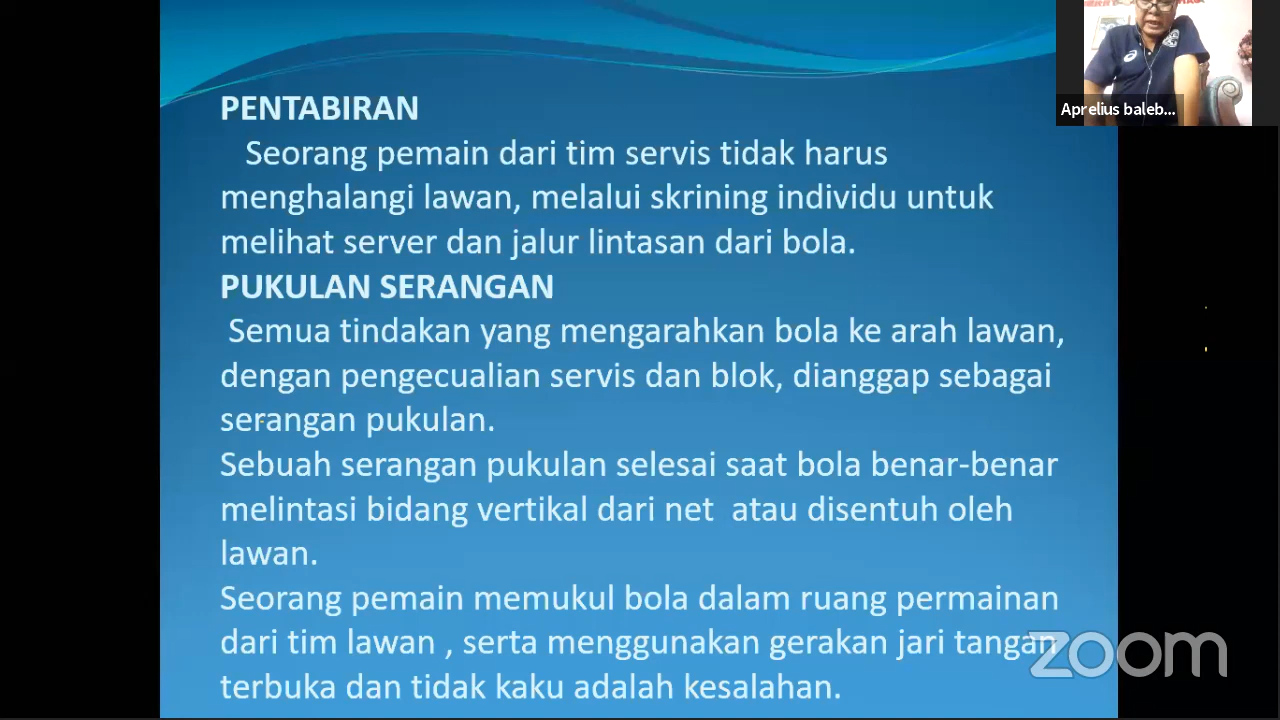 PENTABIRAN
Seorang pemain dari tim servis tidak harus
menghalangi lawan, melalui skrining individu untuk
melihat server dan jalur lintasan dari bola.
PUKULAN SERANGAN
Semua tindakan yang mengarahkan bola ke arah lawan,
dengan pengecualian servis dan blok, dianggap sebagai
serangan pukulan.
Sebuah serangan pukulan selesai saat bola benar-benar
melintasi bidang vertikal dari net atau disentuh oleh
lawan.
Seorang pemain memukul bola dalam ruang permainan
dari tim lawan , serta menggunakan gerakan jari tangan
terbuka dan tidak kaku adalah kesalahan.
Aprelius baleb...
zoom